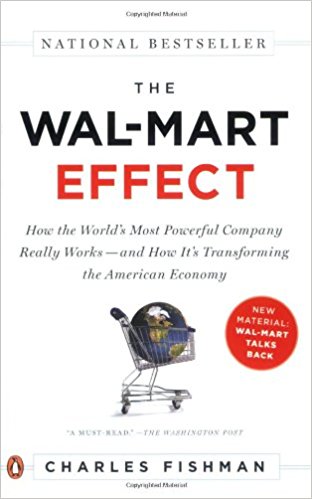 NATIONAL BESTSELLER
THE
WAL-MART
EFFECT
How the World's Most Powerful Company
Really Works—and How It's Transforming
the American Economy
NEW
MATERIAL:
WAL-MART
TALKS
BACK
"A MUST-READ." —THE WASHINGTON POST
CHARLES FISHMAN